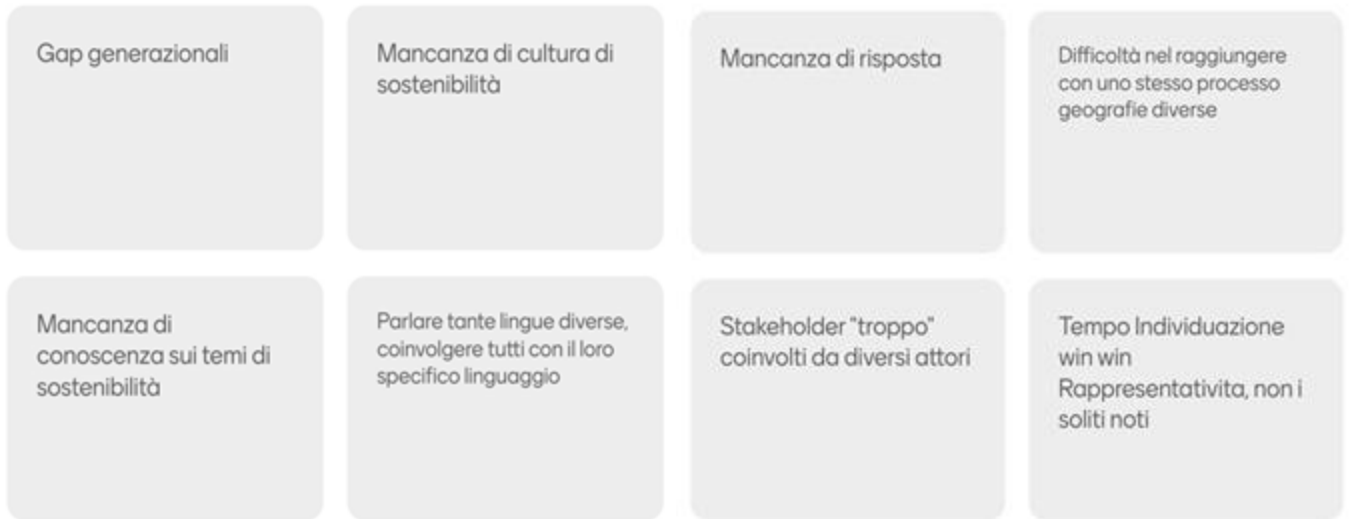 Gap generazionali
Mancanza di cultura di
sostenibilità
Mancanza di risposta
Difficoltà nel raggiungere
con uno stesso processo
geografie diverse
Mancanza di
conoscenza sui temi di
sostenibilità
Parlare tante lingue diverse,
coinvolgere tutti con il loro
specifico linguaggio
Stakeholder "troppo"
coinvolti da diversi attori
Tempo Individuazione
win win
Rappresentativita, non i
soliti noti